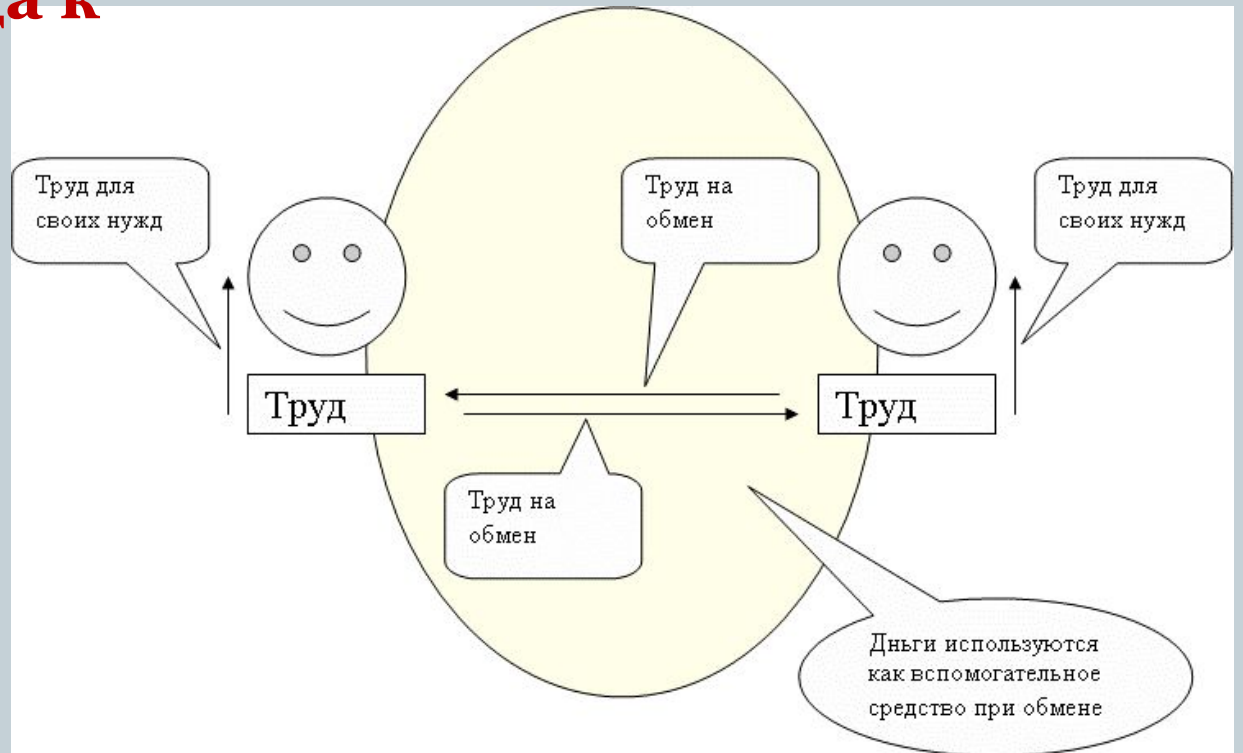 Труд для
своих нужд
Труд на
обмен
Труд для
своих нужд
Труд
Труд
Труд на
обмен
Дньги используются
как вспомогательное
средство при обмене